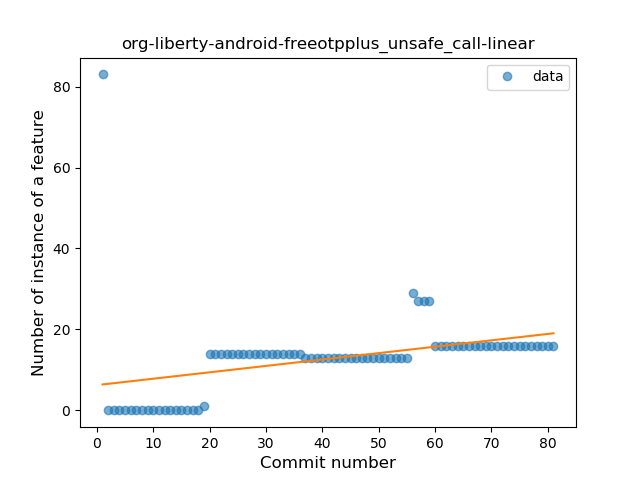 org-liberty-android-freeotpplus_unsafe_call-linear
data
Number of instance of a feature
80
60
40
20
0
0 10 20 30 40 50 60 70 80
Commit number